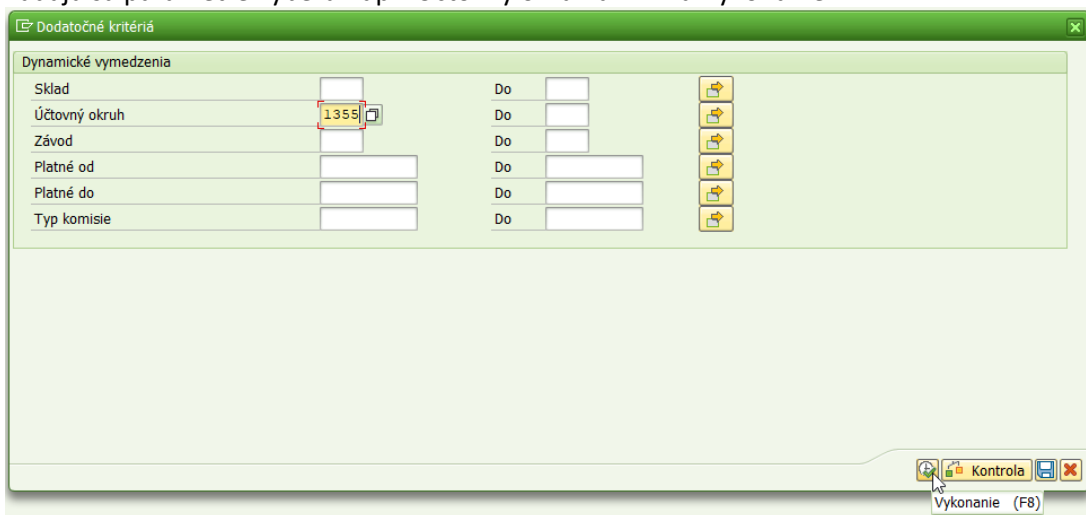 Dodatočné kritériá
Dynamické vymedzenia
Sklad Do
Účtovný okruh 1355 Do
Závod Do
Platné od Do
Platné do Do
Typ komisie Do
Kontrola
Vykonanie (F8)